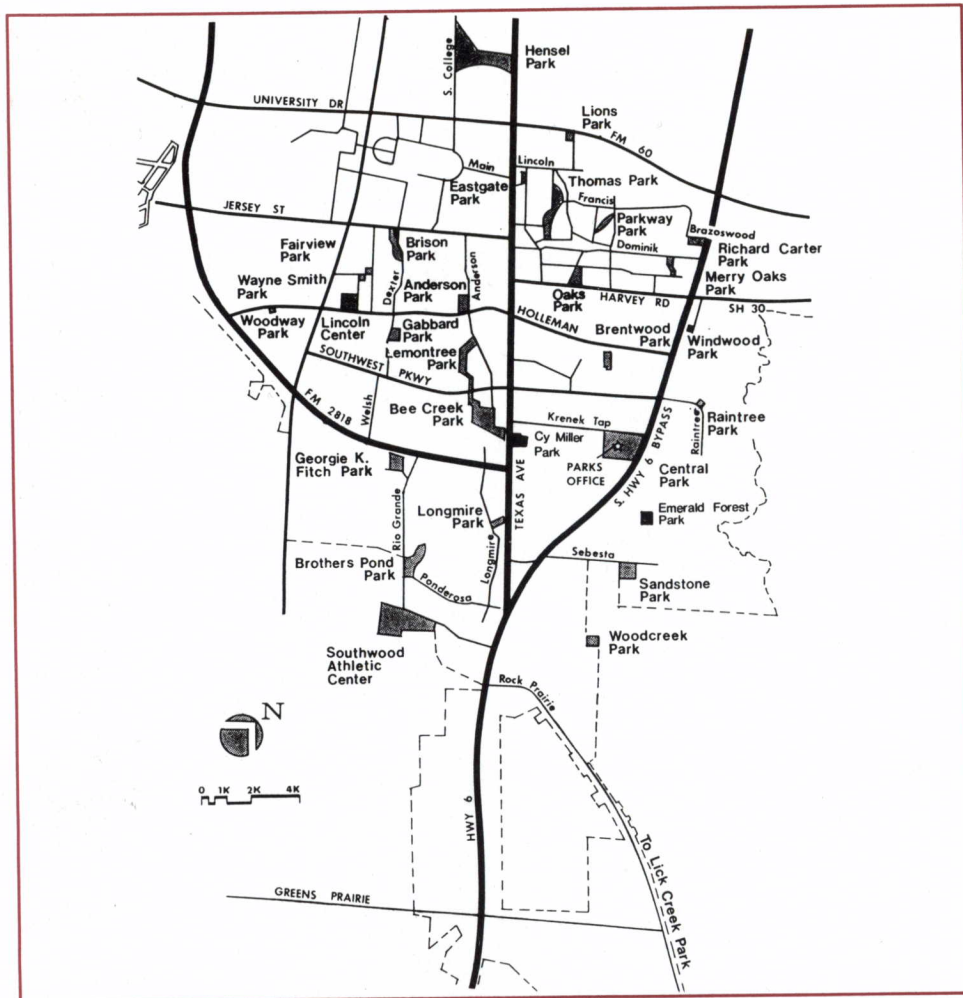 S. College
Hensel
Park
UNIVERSITY DR
Lions
Park
FM 60
Main
Lincoln
Eastgate
Park
Thomas Park
Francis
Parkway
Park
JERSEY ST
Brazoswood
Fairview
Park
Brison
Park
Dominik
Richard Carter
Park
Anderson
Wayne Smith
Park
Dexter
Anderson
Park
Merry Oaks
Park
Oaks Park
HARVEY RD
SH 30
Woodway
Park
Lincoln
Center
Gabbard
Park
HOLLEMAN
Brentwood
Park
Windwood
Park
Lemontree
Park
SOUTHWEST PKWY
FM 2818
Welsh
Bee Creek
Park
Krenek Tap
Raintree
Raintree
Park
Cy Miller
Park
PARKS
OFFICE
S. HWY 6 BYPASS
Central
Park
Georgie K.
Fitch Park
TEXAS AVE
Emerald Forest
Park
Longmire
Park
Rio Grande
Longmire
Sebesta
Brothers Pond
Park
Ponderosa
Sandstone
Park
Southwood
Athletic
Center
Woodcreek
Park
Rock Prairie
N
0 1K 2K 4K
HWY 6
To Lick Creek Park
GREENS PRAIRIE